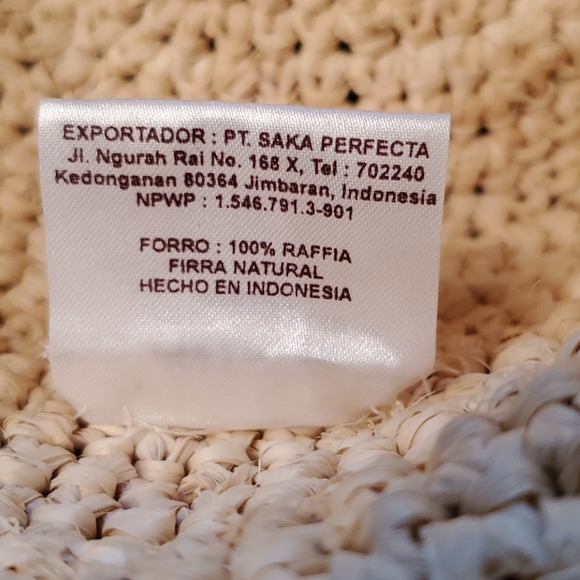 EXPORTADOR : PT. SAKA PERFECTA
Jl. Ngurah Rai No. 168 X, Tel : 702240
Kedonganan 80364 Jimbaran, Indonesia
NPWP : 1.546.791.3-901
FORRO : 100% RAFFIA
FIRRA NATURAL
HECHO EN INDONESIA